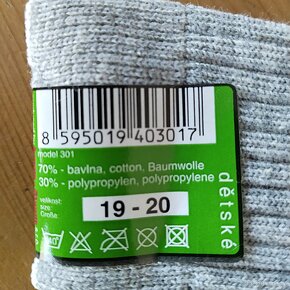 8 595019 403017
model 301
70% - bavlna, cotton. Baumwolle
30% - polypropylen, polypropylene
velikost:
size:
Größe:
19 - 20
dětské